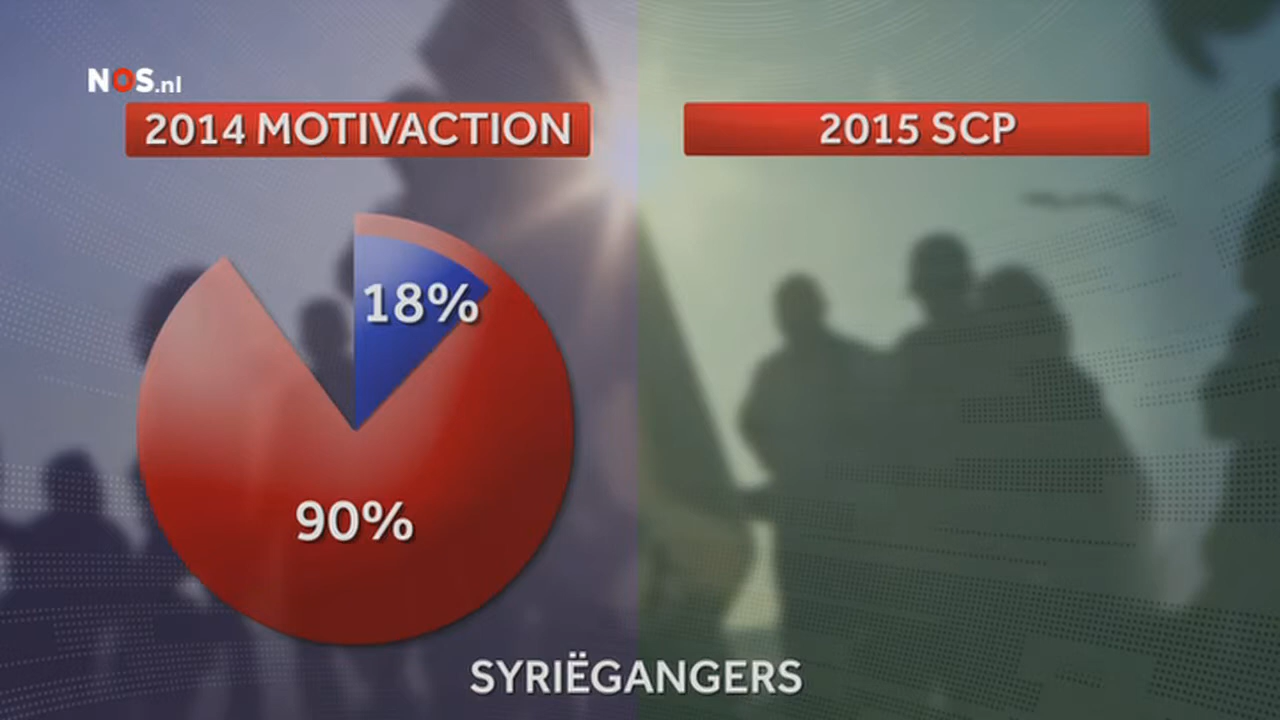 NOS.nl
2014 MOTIVACTION
2015 SCP
18%
90%
SYRIËGANGERS